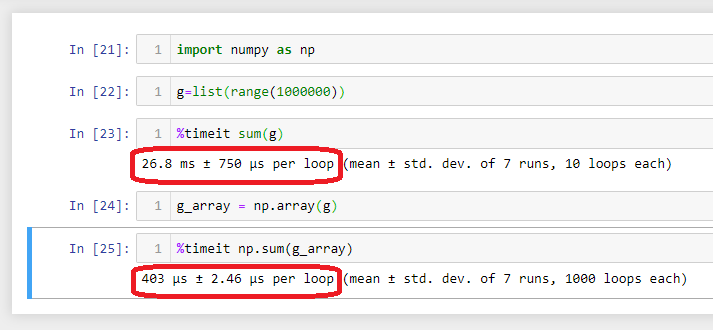 In [21]: 1 import numpy as np
In [22]: 1 g=list(range(1000000))
In [23]: 1 %timeit sum(g)
26.8 ms ± 750 µs per loop (mean ± std. dev. of 7 runs, 10 loops each)
In [24]: 1 g_array = np.array(g)
In [25]: 1 %timeit np.sum(g_array)
403 µs ± 2.46 µs per loop (mean ± std. dev. of 7 runs, 1000 loops each)